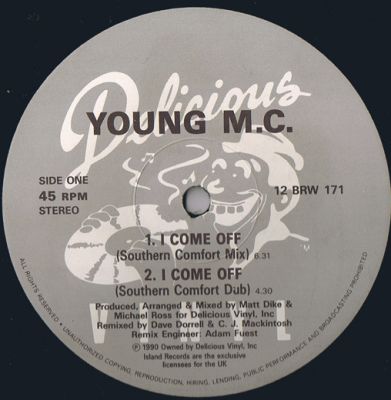 Delicious
YOUNG M.C.
SIDE ONE
45 RPM
STEREO
12 BRW 171
1. I COME OFF
(Southern Comfort Mix) 6.31
2. I COME OFF
(Southern Comfort Dub) 4.30
VINYL
Produced, Arranged & Mixed by Matt Dike &
Michael Ross for Delicious Vinyl, Inc
Remixed by Dave Dorrell & C. J. Mackintosh
Remix Engineer: Adam Fuest
℗ 1990 Owned by Delicious Vinyl, Inc
Island Records are the exclusive
licensees for the UK
ALL RIGHTS RESERVED. UNAUTHORIZED COPYING, REPRODUCTION, HIRING, LENDING, PUBLIC PERFORMANCE AND BROADCASTING PROHIBITED